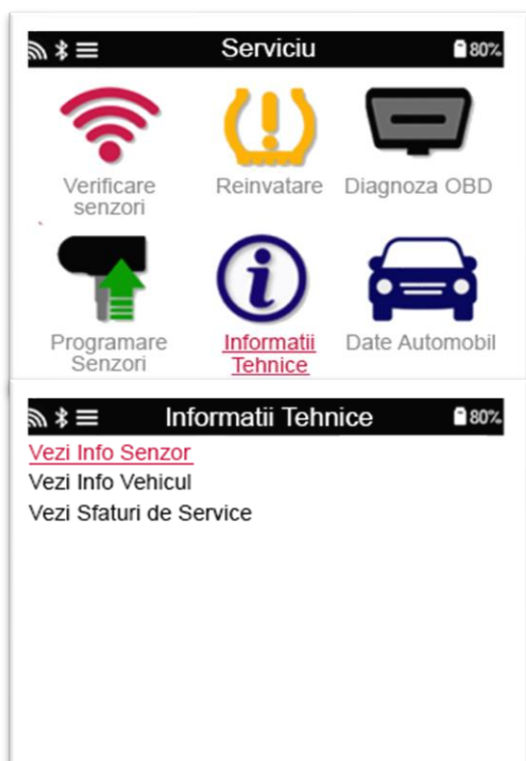 Serviciu 80%
Verificare
senzori
Reinvatare
Diagnoza OBD
Programare
Senzori
Informatii
Tehnice
Date Automobil
Informatii Tehnice 80%
Vezi Info Senzor
Vezi Info Vehicul
Vezi Sfaturi de Service